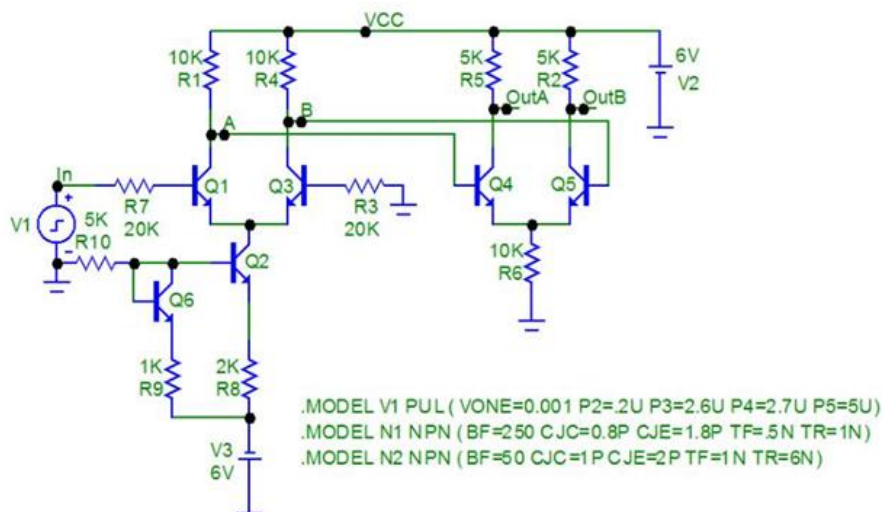 VCC
10K
R1
10K
R4
5K
R5
5K
R2
6V
V2
OutA
OutB
A
B
In
Q1
Q3
Q4
Q5
R7
20K
R3
20K
V1
5K
R10
+
-
Q2
Q6
10K
R6
1K
R9
2K
R8
V3
6V
.MODEL V1 PUL ( VONE=0.001 P2=.2U P3=2.6U P4=2.7U P5=5U)
.MODEL N1 NPN ( BF=250 CJC=0.8P CJE=1.8P TF=.5N TR=1N)
.MODEL N2 NPN ( BF=50 CJC=1P CJE=2P TF=1N TR=6N)